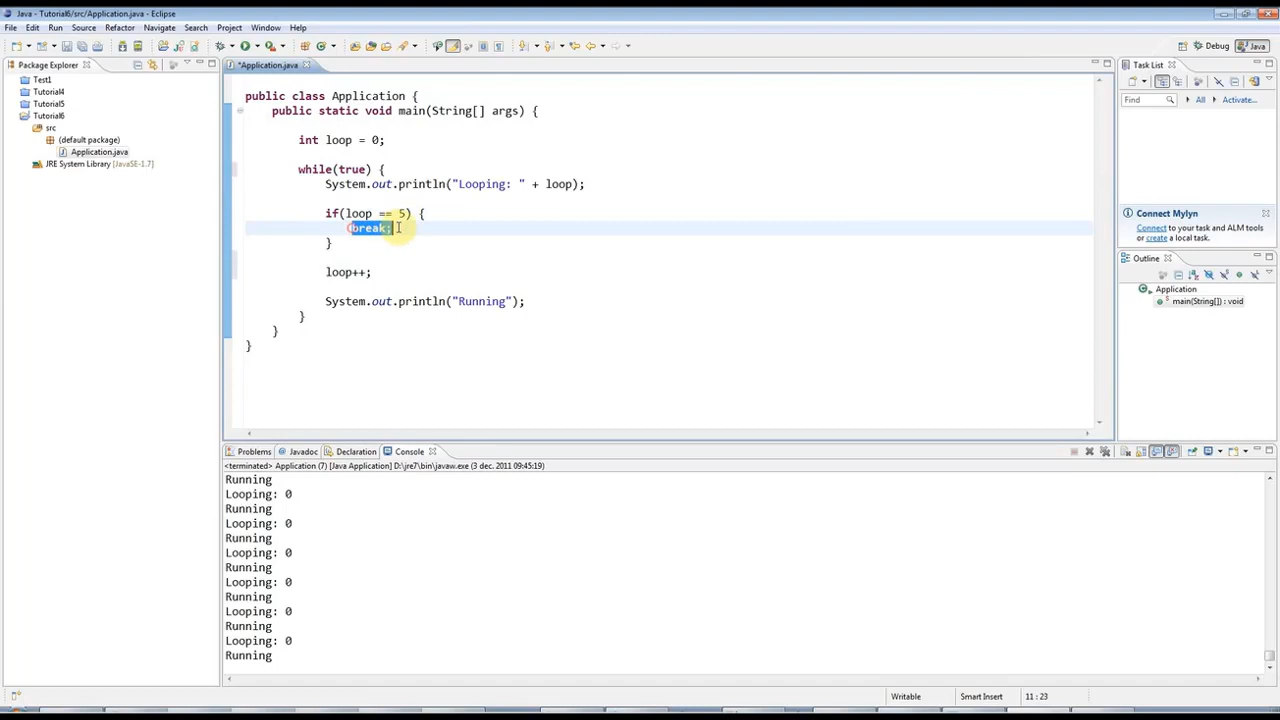 Java - Tutorial6/src/Application.java - Eclipse
File Edit Run Source Refactor Navigate Search Project Window Help
Debug Java
Package Explorer
Test1
Tutorial4
Tutorial5
Tutorial6
src
(default package)
Application.java
JRE System Library [JavaSE-1.7]
*Application.java
public class Application {
public static void main(String[] args) {
int loop = 0;
while(true) {
System.out.println("Looping: " + loop);
if(loop == 5) {
break;
}
loop++;
System.out.println("Running");
}
}
}
Task List
Find All Activate...
Connect Mylyn
Connect to your task and ALM tools
or create a local task.
Outline
Application
main(String[]) : void
Problems Javadoc Declaration Console
<terminated> Application (7) [Java Application] D:\jre7\bin\javaw.exe (3 dec. 2011 09:45:19)
Running
Looping: 0
Running
Looping: 0
Running
Looping: 0
Running
Looping: 0
Running
Looping: 0
Running
Looping: 0
Running
Writable Smart Insert 11 : 23